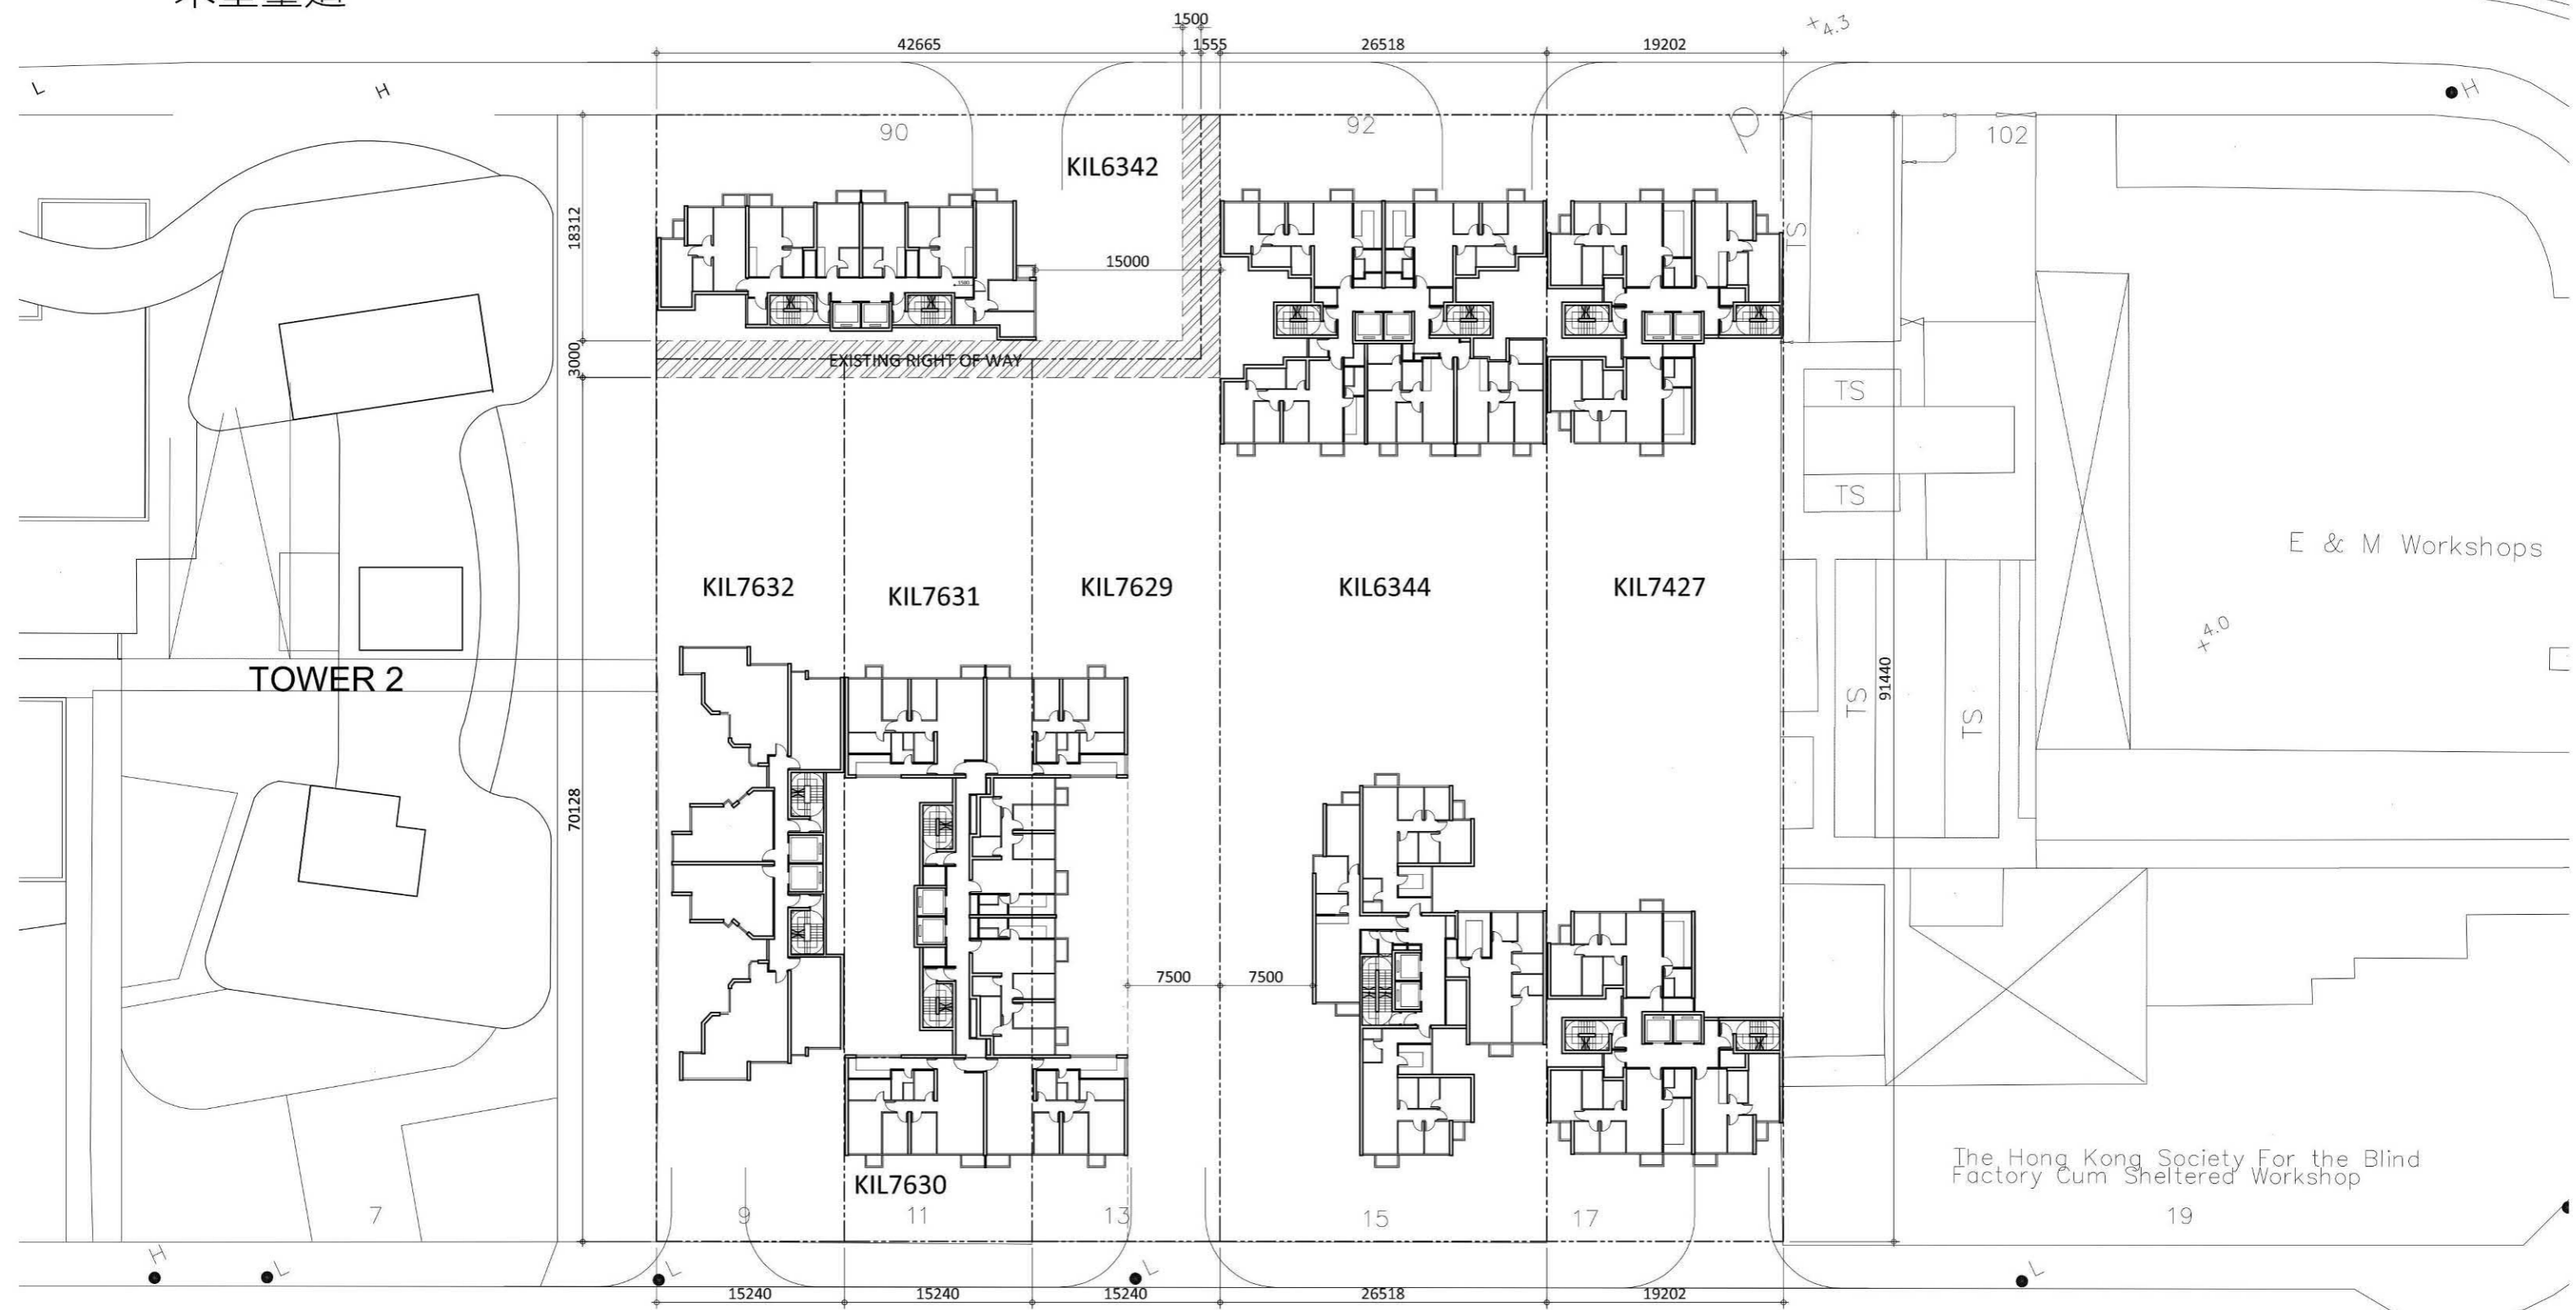 1500
42665
1555
26518
19202
4.3
L
H
H
90
92
102
KIL6342
18312
TS
15000
1500
3000
EXISTING RIGHT OF WAY
TS
TS
E & M Workshops
KIL7632
KIL7631
KIL7629
KIL6344
KIL7427
4.0
TOWER 2
TS
91440
TS
70128
7500
7500
The Hong Kong Society For the Blind
Factory Cum Sheltered Workshop
KIL7630
7
9
11
13
15
17
19
H
L
L
L
L
15240
15240
15240
26518
19202